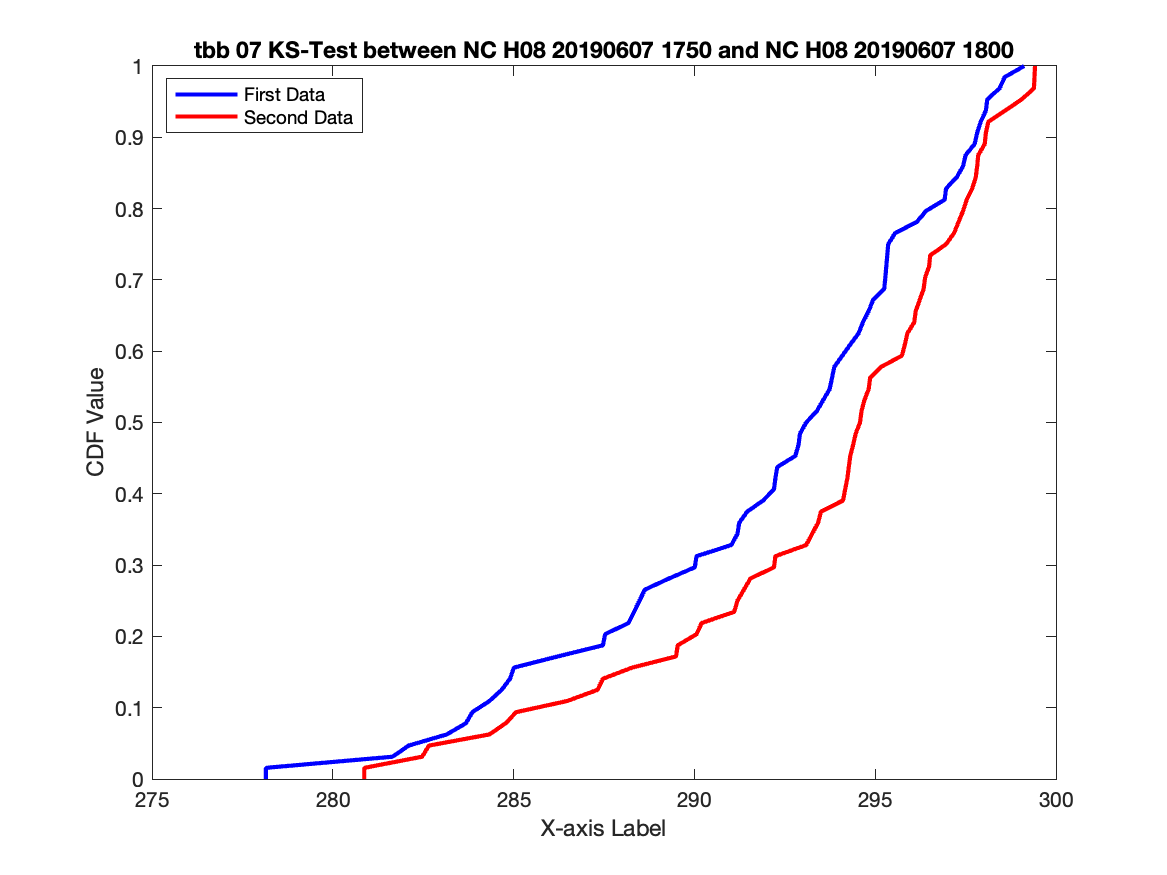 tbb 07 KS-Test between NC H08 20190607 1750 and NC H08 20190607 1800
First Data
Second Data
1
0.9
0.8
0.7
0.6
0.5
0.4
0.3
0.2
0.1
0
CDF Value
275 280 285 290 295 300
X-axis Label